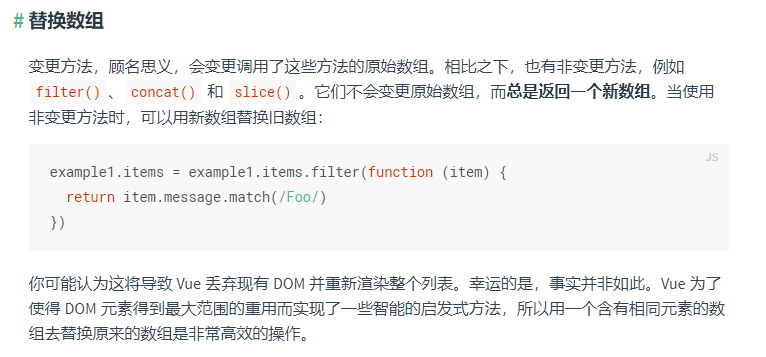 # 替换数组
变更方法，顾名思义，会变更调用了这些方法的原始数组。相比之下，也有非变更方法，例如
filter() 、 concat() 和 slice() 。它们不会变更原始数组，而总是返回一个新数组。当使用
非变更方法时，可以用新数组替换旧数组：
JS
example1.items = example1.items.filter(function (item) {
  return item.message.match(/Foo/)
})
你可能认为这将导致 Vue 丢弃现有 DOM 并重新渲染整个列表。幸运的是，事实并非如此。Vue 为了
使得 DOM 元素得到最大范围的重用而实现了一些智能的启发式方法，所以用一个含有相同元素的数
组去替换原来的数组是非常高效的操作。